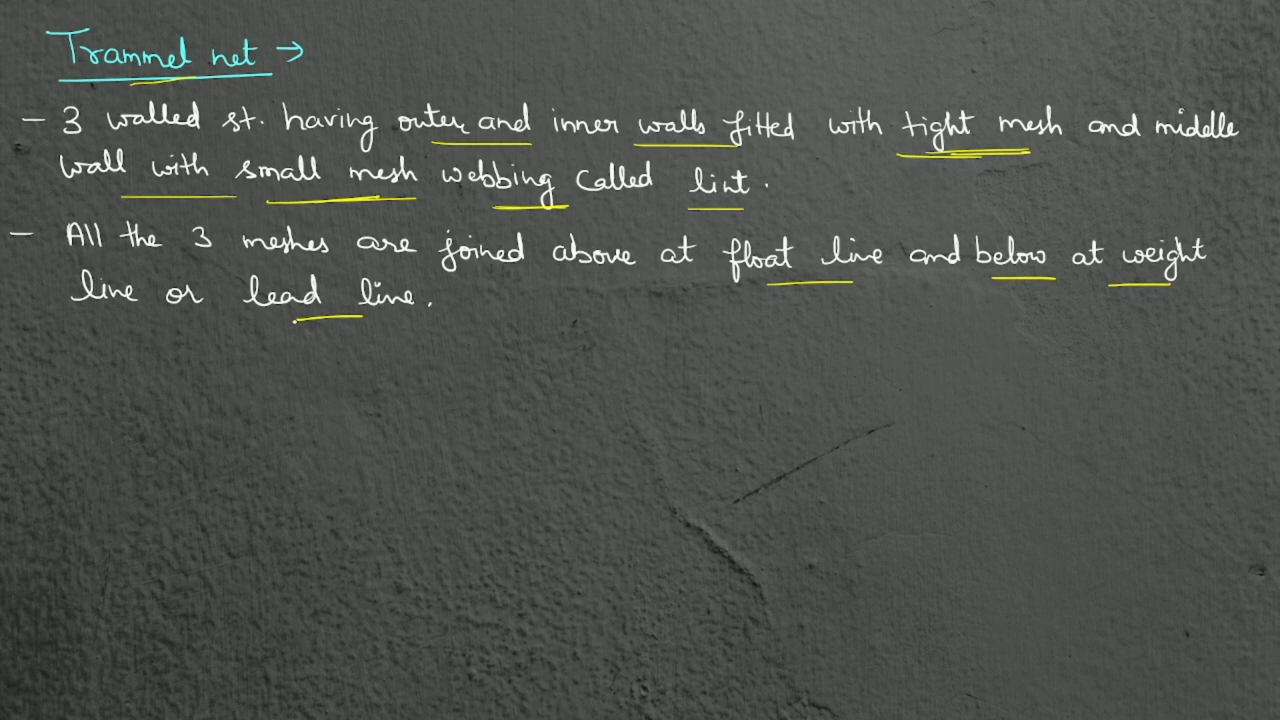 Trammel net →
- 3 walled st. having outer and inner walls fitted with tight mesh and middle
wall with small mesh webbing called lint.
- All the 3 meshes are joined above at float line and below at weight
line or lead line.